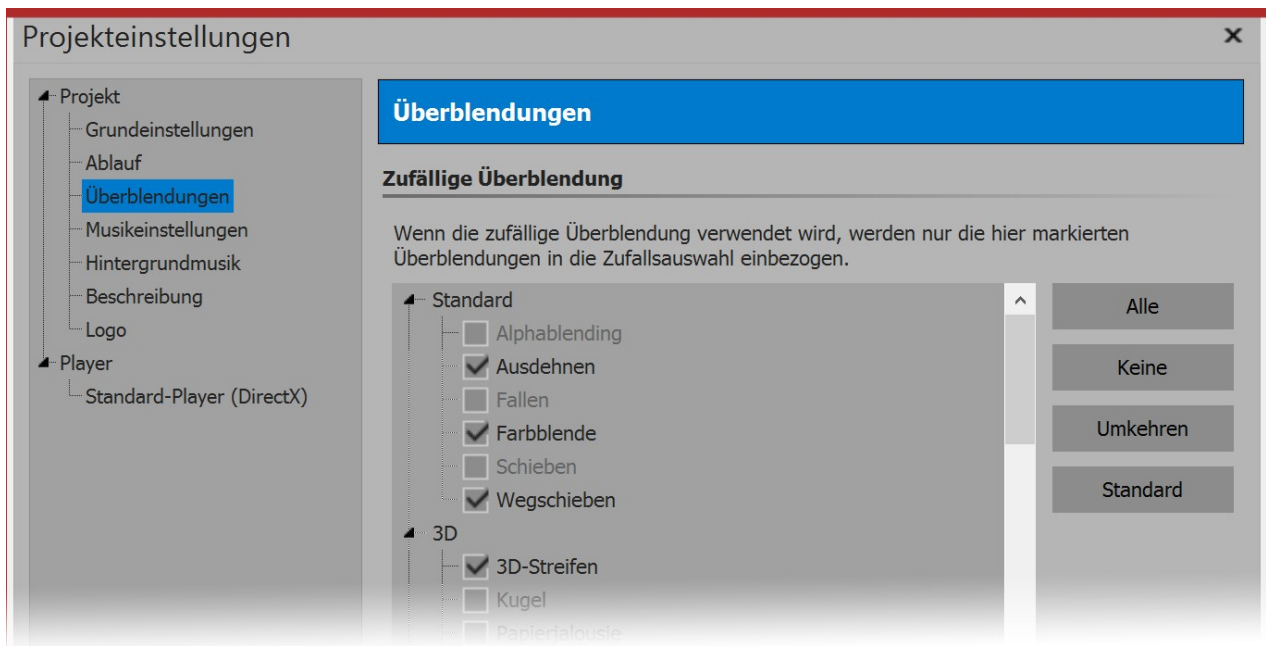 Projekteinstellungen
Projekt
Grundeinstellungen
Ablauf
Überblendungen
Musikeinstellungen
Hintergrundmusik
Beschreibung
Logo
Player
Standard-Player (DirectX)
Überblendungen
Zufällige Überblendung
Wenn die zufällige Überblendung verwendet wird, werden nur die hier markierten
Überblendungen in die Zufallsauswahl einbezogen.
Standard
Alphablending
Ausdehnen
Fallen
Farbblende
Schieben
Wegschieben
3D
3D-Streifen
Kugel
Papierjalousie
Alle
Keine
Umkehren
Standard